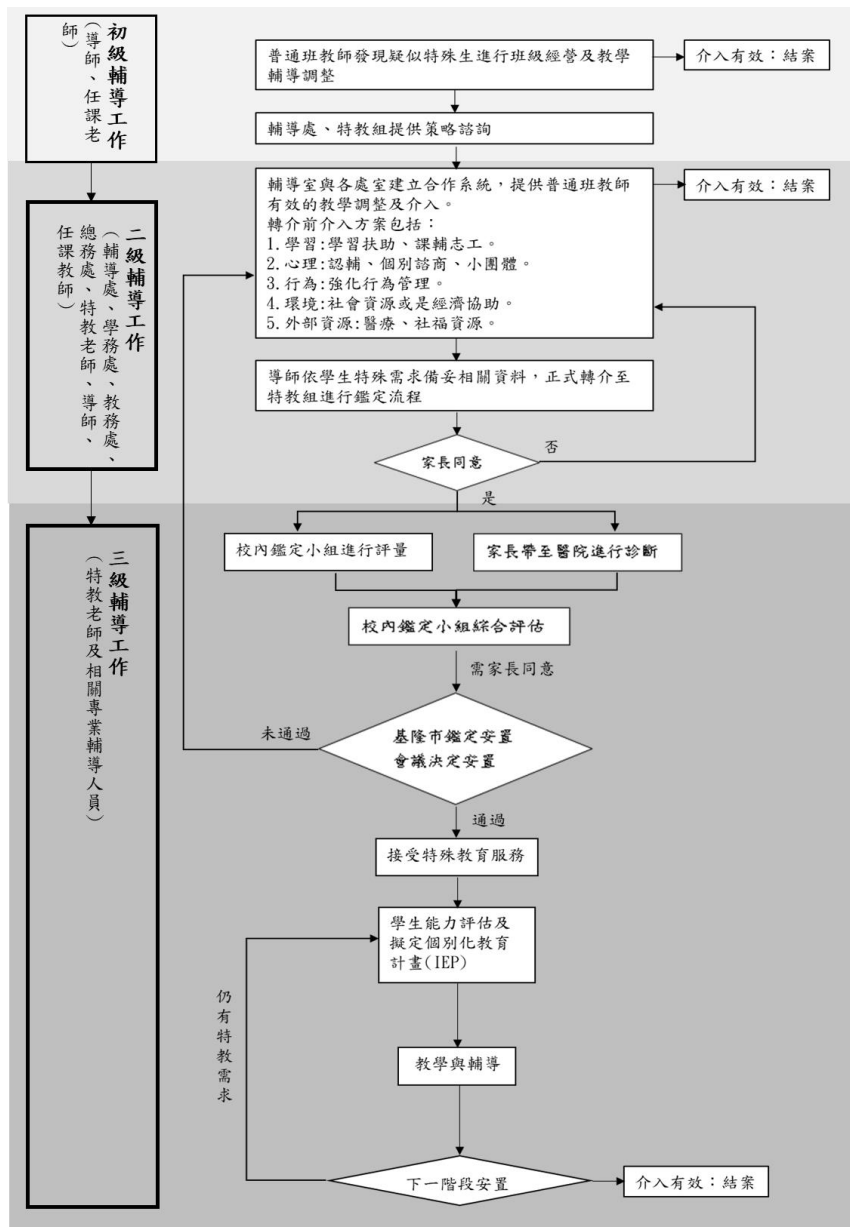 初級輔導工作
（導師、任課老
師）
普通班教師發現疑似特殊生進行班級經營及教學
輔導調整
介入有效：結案
輔導處、特教組提供策略諮詢
二級輔導工作
（輔導處、學務處、教務處、
總務處、特教老師、導師、
任課教師）
輔導室與各處室建立合作系統，提供普通班教師
有效的教學調整及介入。
轉介前介入方案包括：
1.學習:學習扶助、課輔志工。
2.心理:認輔、個別諮商、小團體。
3.行為:強化行為管理。
4.環境:社會資源或是經濟協助。
5.外部資源:醫療、社福資源。
介入有效：結案
導師依學生特殊需求備妥相關資料，正式轉介至
特教組進行鑑定流程
家長同意
否
是
三級輔導工作
（特教老師及相關專業輔導人員）
校內鑑定小組進行評量
家長帶至醫院進行診斷
校內鑑定小組綜合評估
需家長同意
基隆市鑑定安置
會議決定安置
未通過
通過
接受特殊教育服務
學生能力評估及
擬定個別化教育
計畫(IEP)
仍有特教需求
教學與輔導
下一階段安置
介入有效：結案